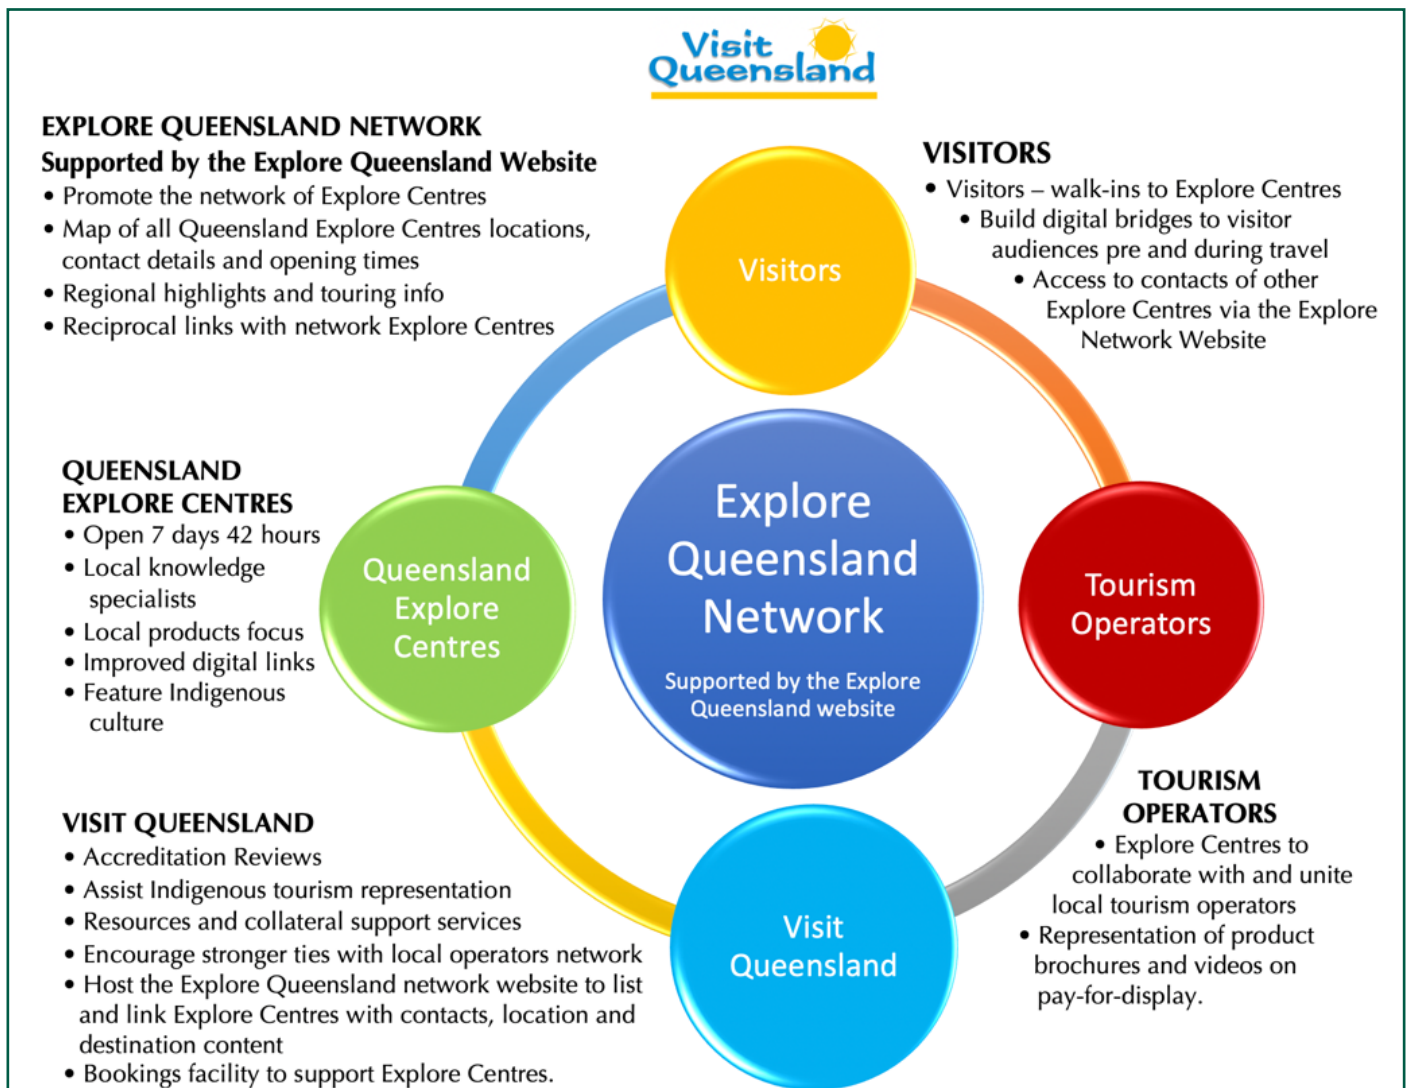 Visit
Queensland
EXPLORE QUEENSLAND NETWORK
Supported by the Explore Queensland Website
• Promote the network of Explore Centres
• Map of all Queensland Explore Centres locations,
contact details and opening times
• Regional highlights and touring info
• Reciprocal links with network Explore Centres
VISITORS
• Visitors – walk-ins to Explore Centres
• Build digital bridges to visitor
audiences pre and during travel
• Access to contacts of other
Explore Centres via the Explore
Network Website
Visitors
QUEENSLAND
EXPLORE CENTRES
• Open 7 days 42 hours
• Local knowledge
specialists
• Local products focus
• Improved digital links
• Feature Indigenous
culture
Queensland
Explore
Centres
Explore
Queensland
Network
Supported by the Explore
Queensland website
Tourism
Operators
VISIT QUEENSLAND
• Accreditation Reviews
• Assist Indigenous tourism representation
• Resources and collateral support services
• Encourage stronger ties with local operators network
• Host the Explore Queensland network website to list
and link Explore Centres with contacts, location and
destination content
• Bookings facility to support Explore Centres.
Visit
Queensland
TOURISM
OPERATORS
• Explore Centres to
collaborate with and unite
local tourism operators
• Representation of product
brochures and videos on
pay-for-display.